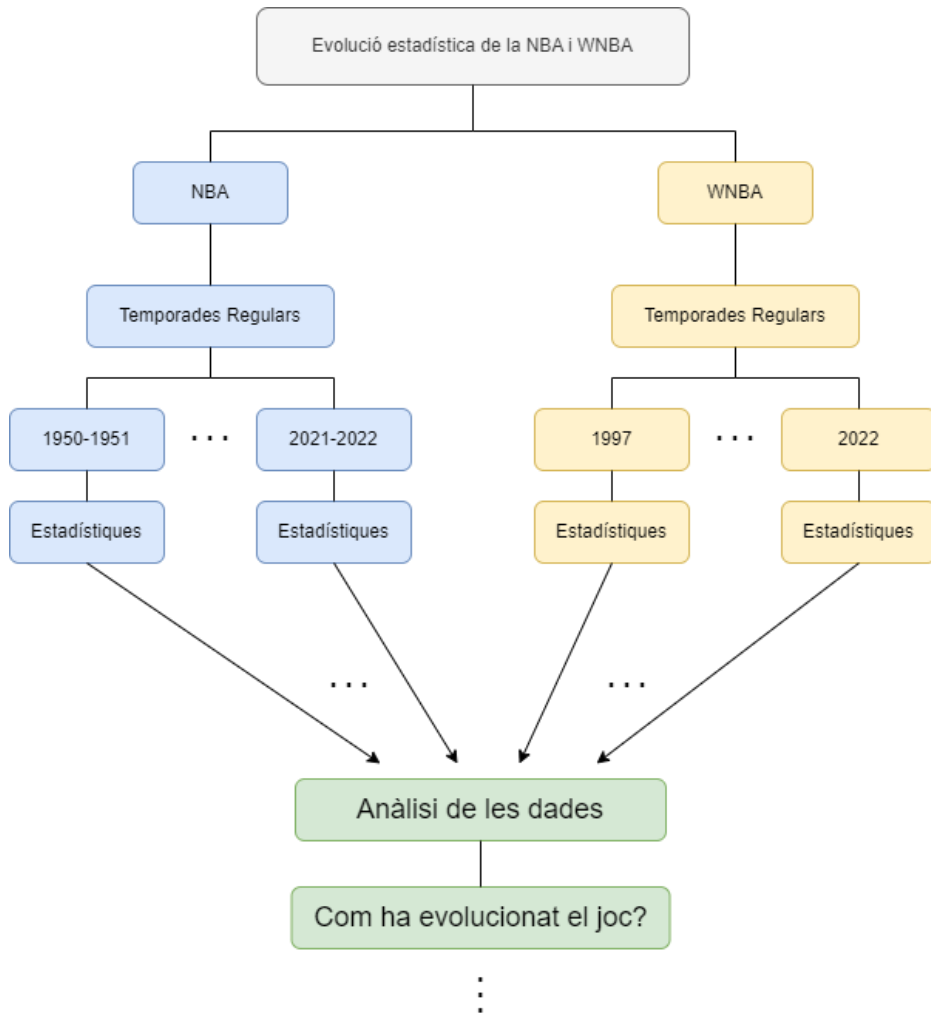 Evolució estadística de la NBA i WNBA
NBA
WNBA
Temporades Regulars
Temporades Regulars
1950-1951
...
2021-2022
1997
...
2022
Estadístiques
Estadístiques
Estadístiques
Estadístiques
...
...
Anàlisi de les dades
Com ha evolucionat el joc?
...